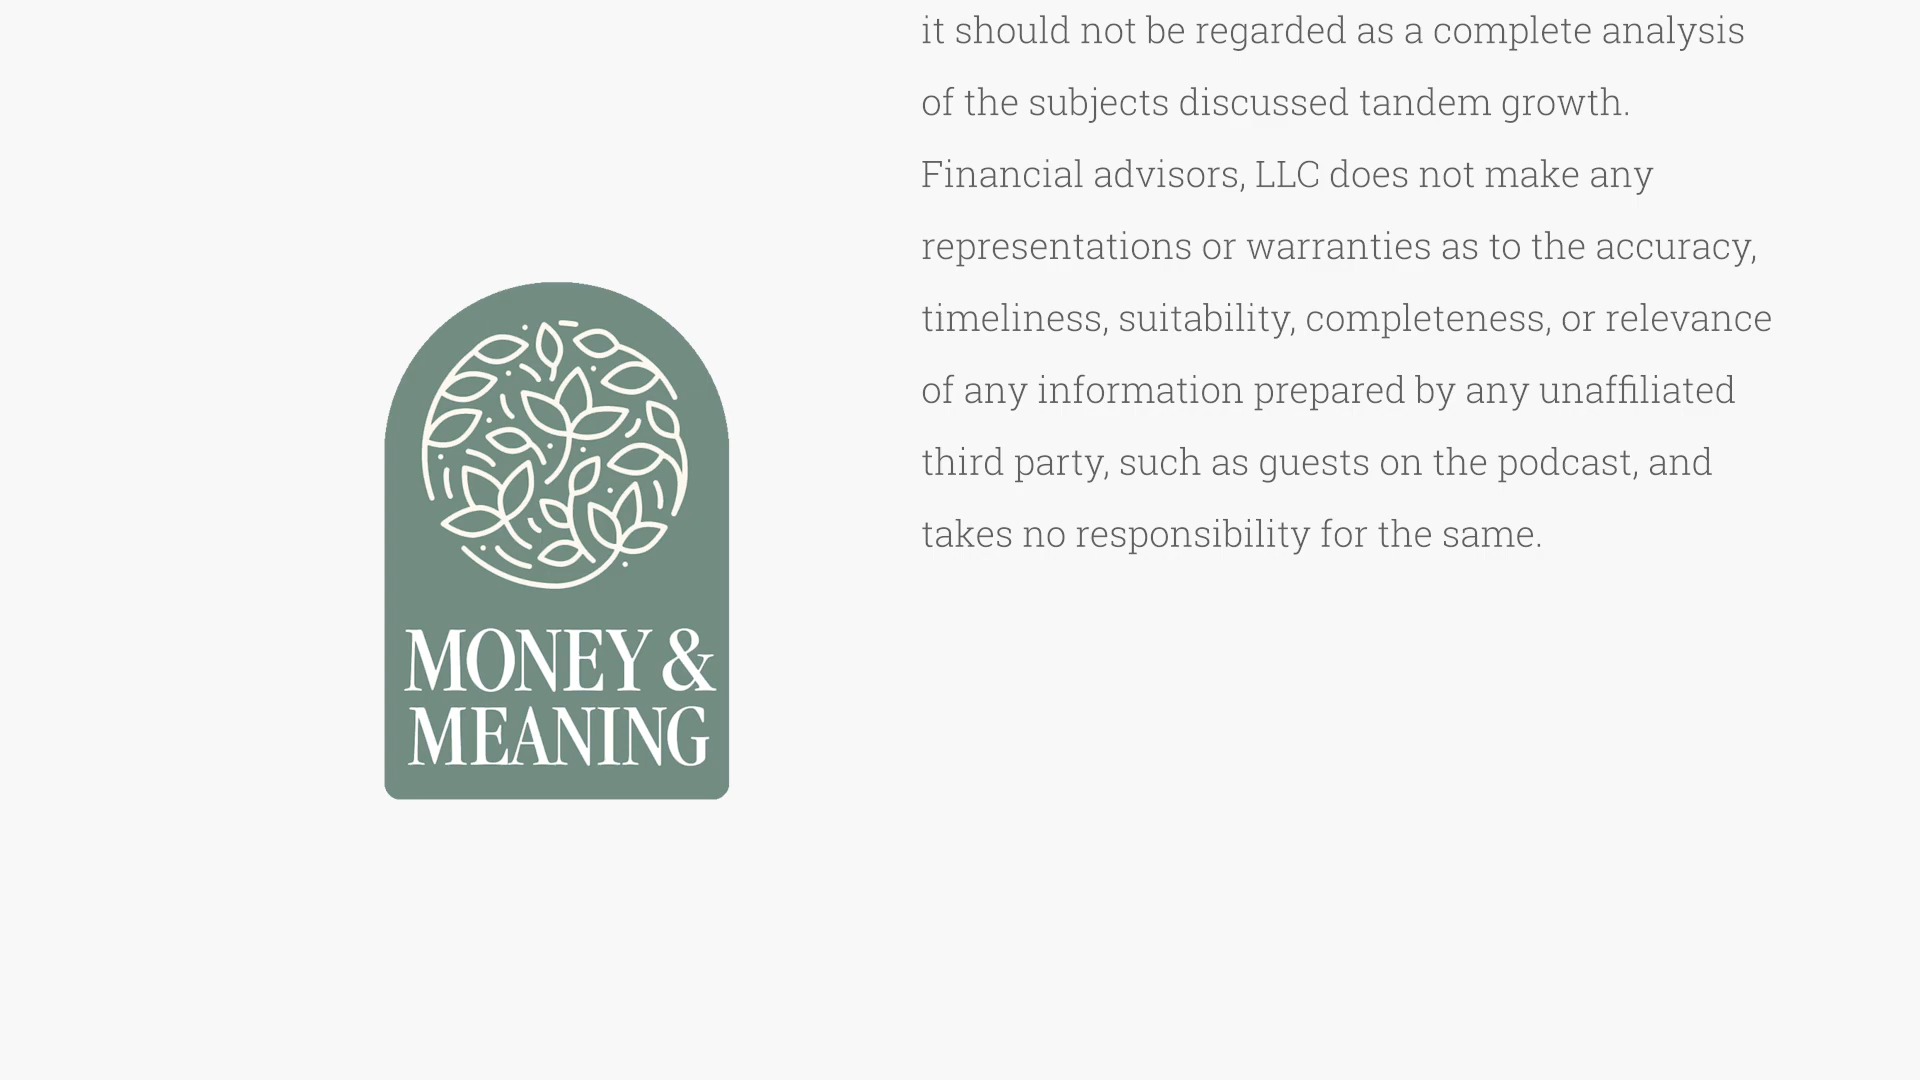 it should not be regarded as a complete analysis
of the subjects discussed tandem growth.
Financial advisors, LLC does not make any
representations or warranties as to the accuracy,
timeliness, suitability, completeness, or relevance
of any information prepared by any unaffiliated
third party, such as guests on the podcast, and
takes no responsibility for the same.
MONEY &
MEANING